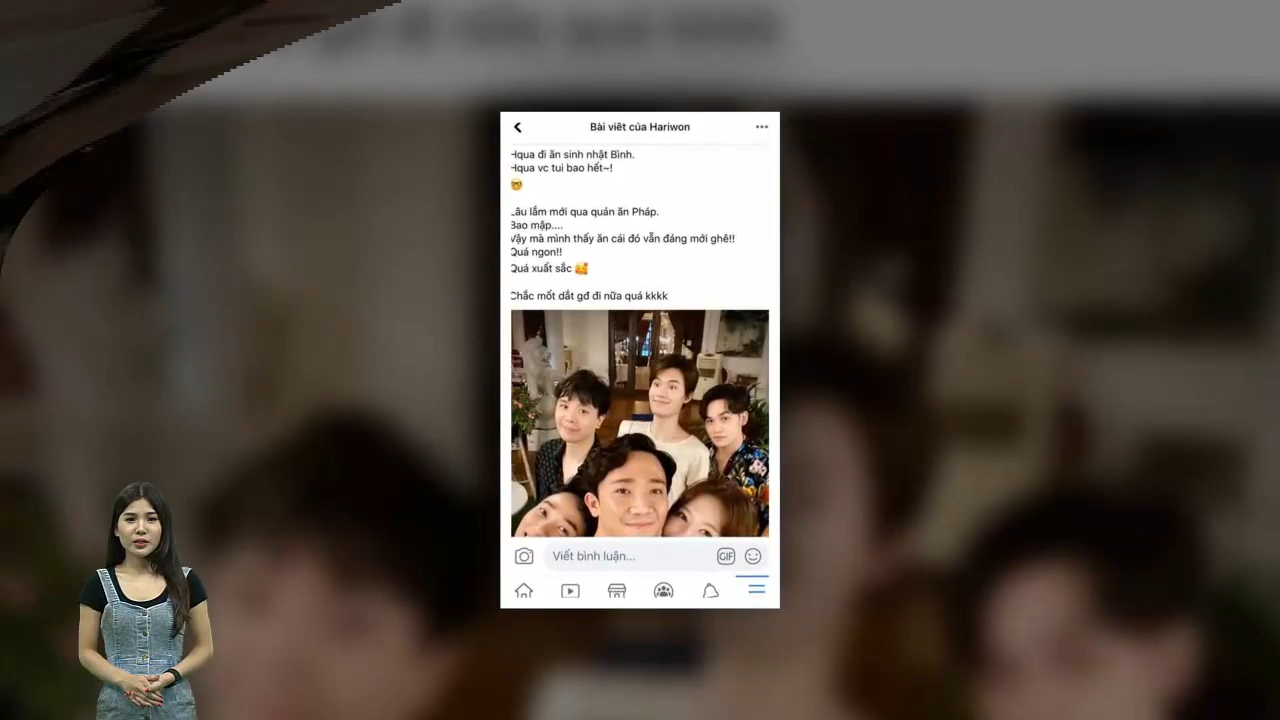 Bài viết của Hariwon
Hqua đi ăn sinh nhật Bình.
Hqua vc tui bao hết~!
Lâu lắm mới qua quán ăn Pháp.
Bao mập....
Vậy mà mình thấy ăn cái đó vẫn đáng mới ghê!!
Quá ngon!!
Quá xuất sắc
Chắc mốt dắt gđ đi nữa quá kkkk
Viết bình luận...
GIF